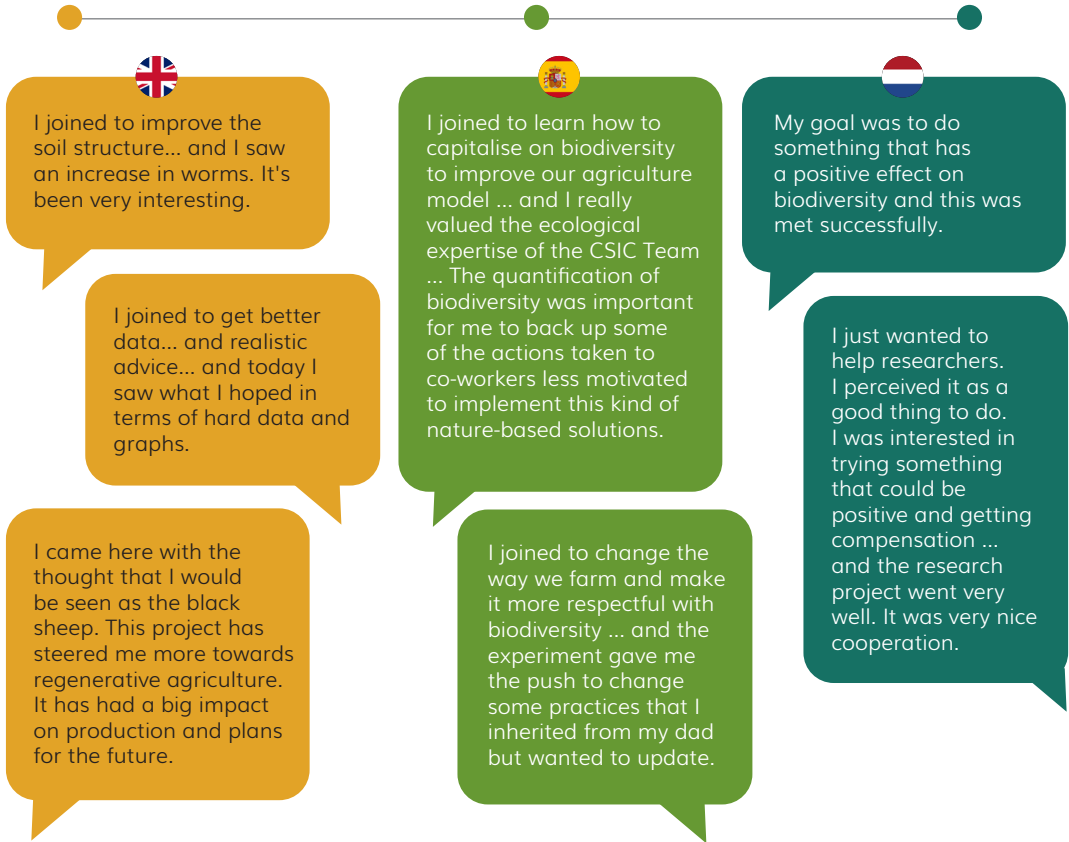 I joined to improve the
soil structure... and I saw
an increase in worms. It's
been very interesting.
I joined to get better
data... and realistic
advice... and today I
saw what I hoped in
terms of hard data and
graphs.
I came here with the
thought that I would
be seen as the black
sheep. This project has
steered me more towards
regenerative agriculture.
It has had a big impact
on production and plans
for the future.
I joined to learn how to
capitalise on biodiversity
to improve our agriculture
model ... and I really
valued the ecological
expertise of the CSIC Team
... The quantification of
biodiversity was important
for me to back up some
of the actions taken to
co-workers less motivated
to implement this kind of
nature-based solutions.
I joined to change the
way we farm and make
it more respectful with
biodiversity ... and the
experiment gave me
the push to change
some practices that I
inherited from my dad
but wanted to update.
My goal was to do
something that has
a positive effect on
biodiversity and this was
met successfully.
I just wanted to
help researchers.
I perceived it as a
good thing to do.
I was interested in
trying something
that could be
positive and getting
compensation ...
and the research
project went very
well. It was very nice
cooperation.